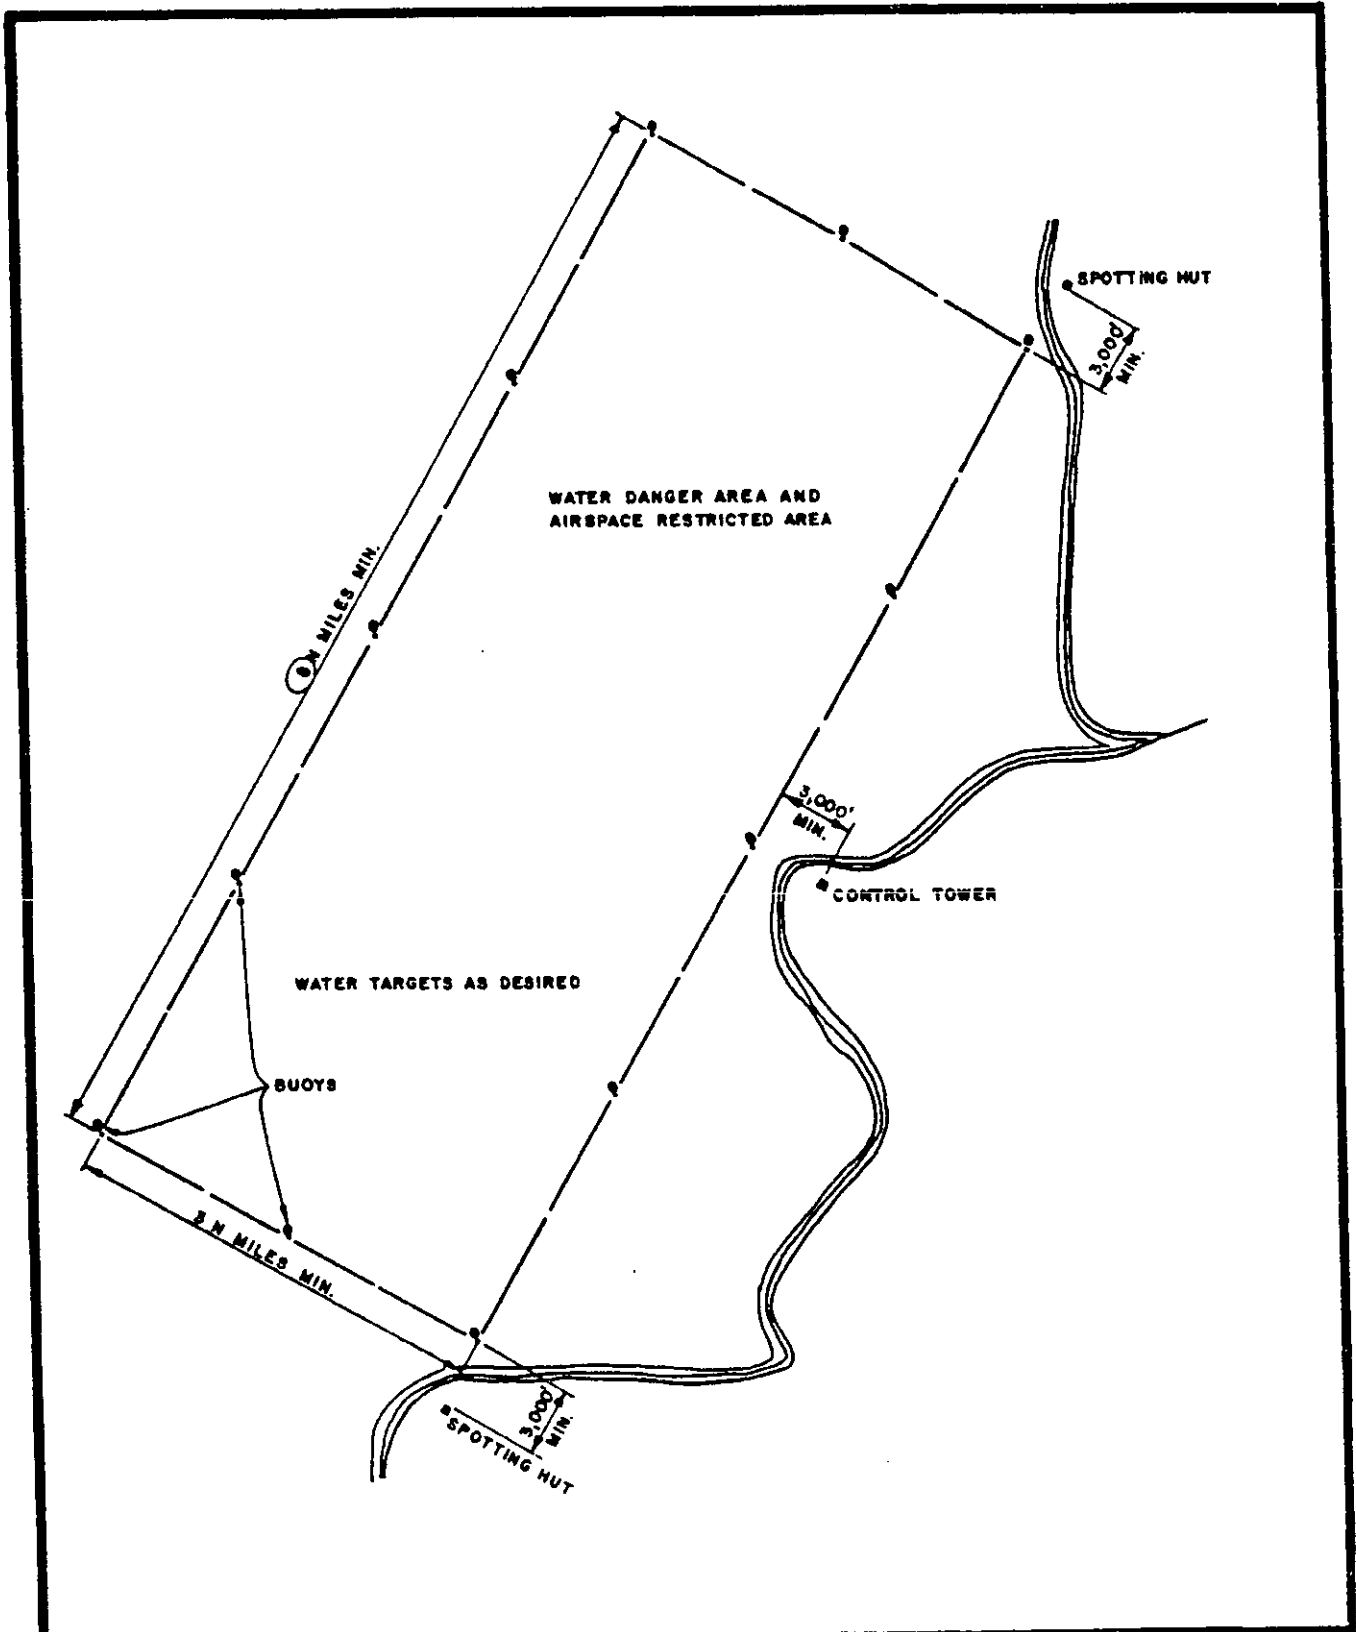 SPOTTING HUT
3,000'
MIN.
WATER DANGER AREA AND
AIRSPACE RESTRICTED AREA
8 N MILES MIN.
3,000'
MIN.
CONTROL TOWER
WATER TARGETS AS DESIRED
BUOYS
3 N MILES MIN.
3,000'
MIN.
SPOTTING HUT